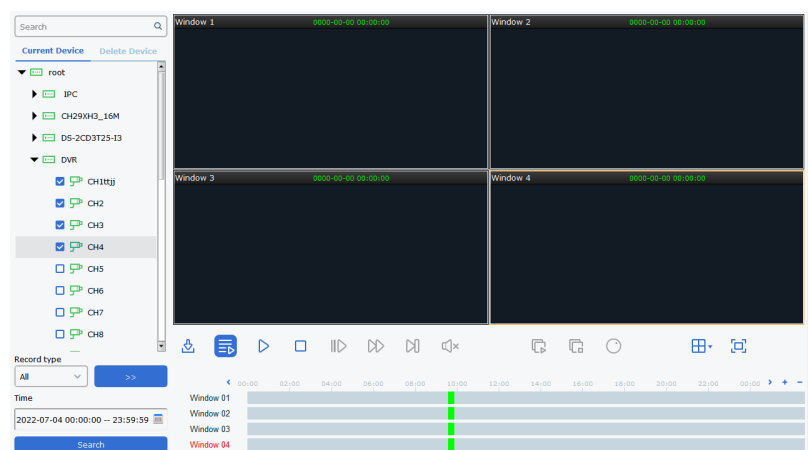 Search
Current Device Delete Device
root
IPC
CH29XH3_16M
DS-2CD3T25-I3
DVR
CH1ttjj
CH2
CH3
CH4
CH5
CH6
CH7
CH8
Record type
All
>>
Time
2022-07-04 00:00:00 -- 23:59:59
Search
Window 1 0000-00-00 00:00:00
Window 2 0000-00-00 00:00:00
Window 3 0000-00-00 00:00:00
Window 4 0000-00-00 00:00:00
00:00 02:00 04:00 06:00 08:00 10:00 12:00 14:00 16:00 18:00 20:00 22:00 00:00
Window 01
Window 02
Window 03
Window 04